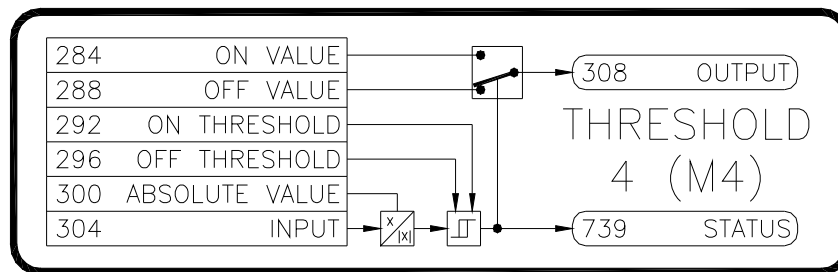 284 ON VALUE
288 OFF VALUE
292 ON THRESHOLD
296 OFF THRESHOLD
300 ABSOLUTE VALUE
304 INPUT
x
|x|
308 OUTPUT
THRESHOLD
4 (M4)
739 STATUS